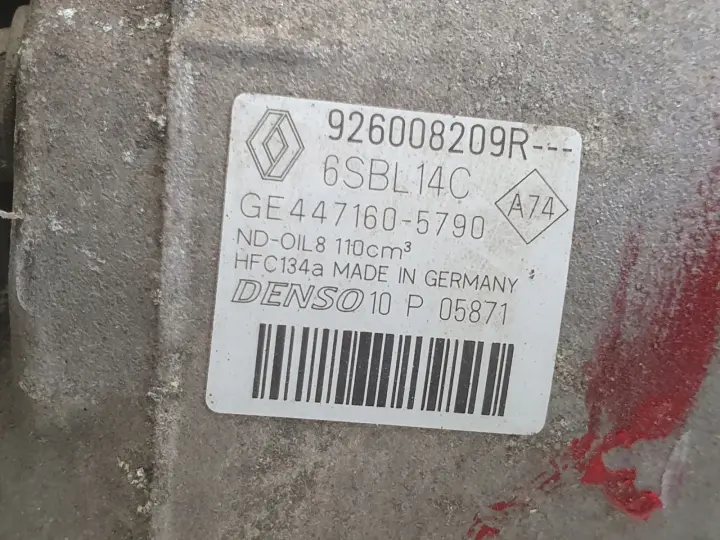 926008209R---
6SBL14C
GE447160-5790
A74
ND-OIL8 110cm³
HFC134a MADE IN GERMANY
DENSO 10 P 05871